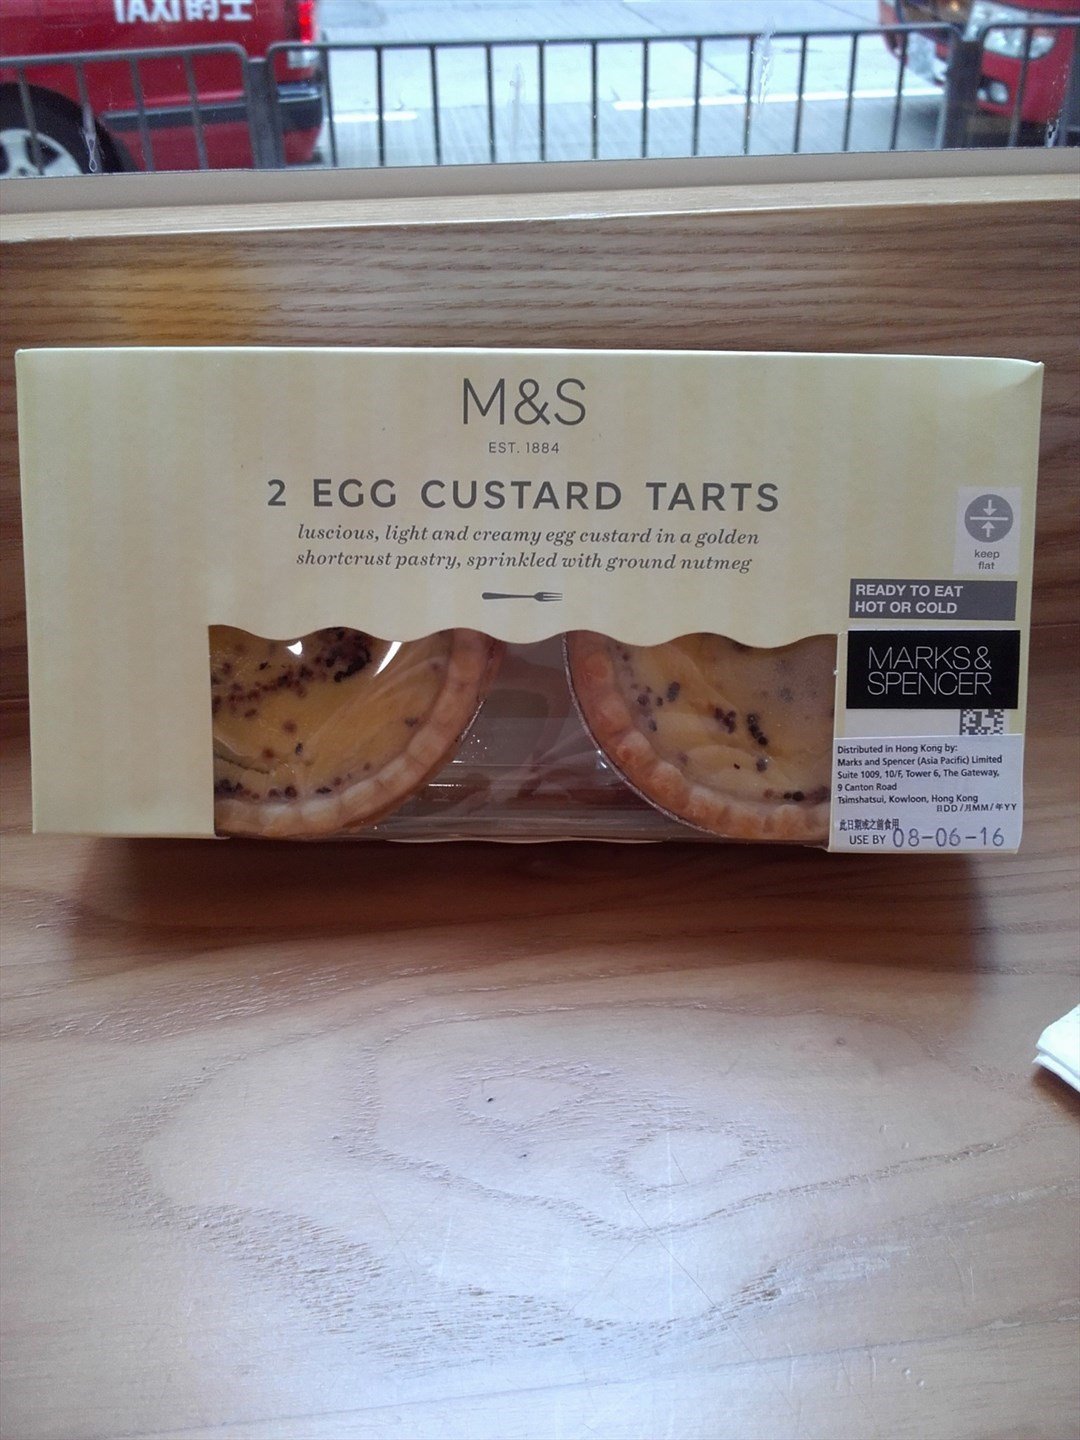 TAXI的士
M&S
EST. 1884
2 EGG CUSTARD TARTS
luscious, light and creamy egg custard in a golden
shortcrust pastry, sprinkled with ground nutmeg
keep
flat
READY TO EAT
HOT OR COLD
MARKS &
SPENCER
Distributed in Hong Kong by:
Marks and Spencer (Asia Pacific) Limited
Suite 1009, 10/F, Tower 6, The Gateway,
9 Canton Road
Tsimshatsui, Kowloon, Hong Kong
日DD/月MM/年YY
此日期或之前食用
USE BY 08-06-16